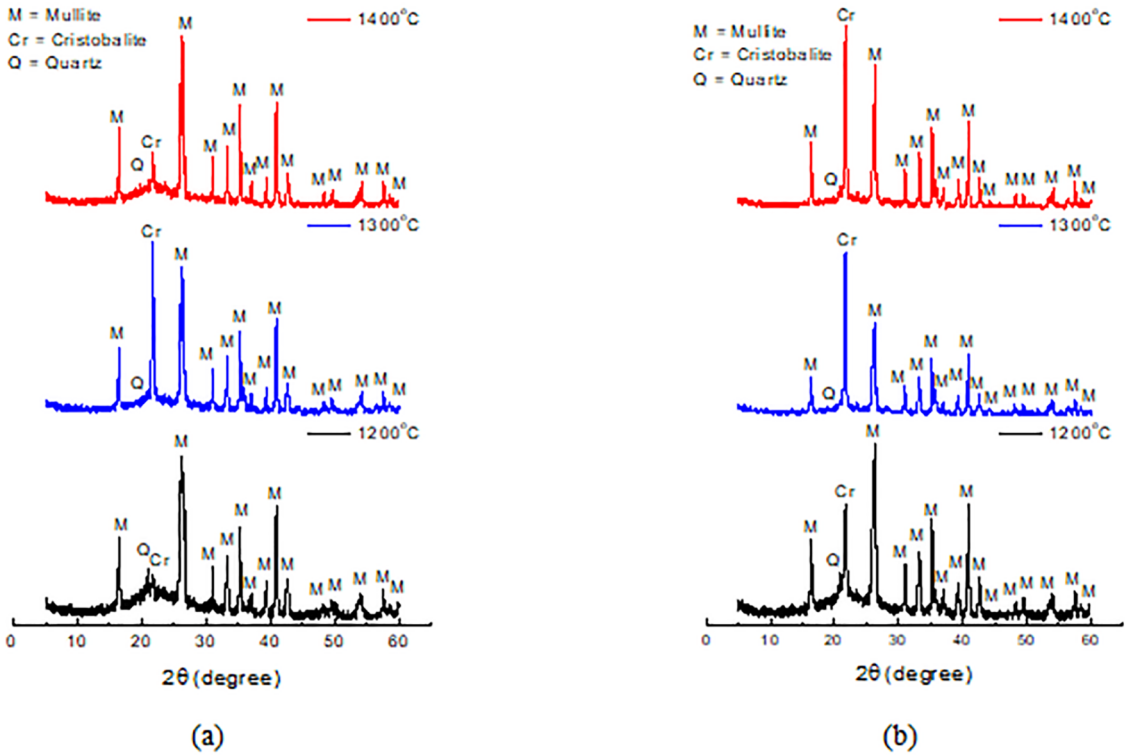 M = Mullite
Cr = Cristobalite
Q = Quartz
1400°C
M Q Cr M M M M M M M M M M M M M
1300°C
M Q Cr M M M M M M M M M M M M M
1200°C
M Q Cr M M M M M M M M M M M M M
0 10 20 30 40 50 60
2θ (degree)
(a)
M = Mullite
Cr = Cristobalite
Q = Quartz
1400°C
M Q Cr M M M M M M M M M M M M M M
1300°C
M Q Cr M M M M M M M M M M M M M M
1200°C
M Q Cr M M M M M M M M M M M M M M
0 10 20 30 40 50 60
2θ (degree)
(b)